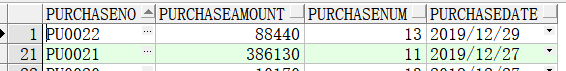 PURCHASENO PURCHASEAMOUNT PURCHASENUM PURCHASEDATE
1 PU0022 ... 88440 13 2019/12/29
21 PU0021 ... 386130 11 2019/12/27